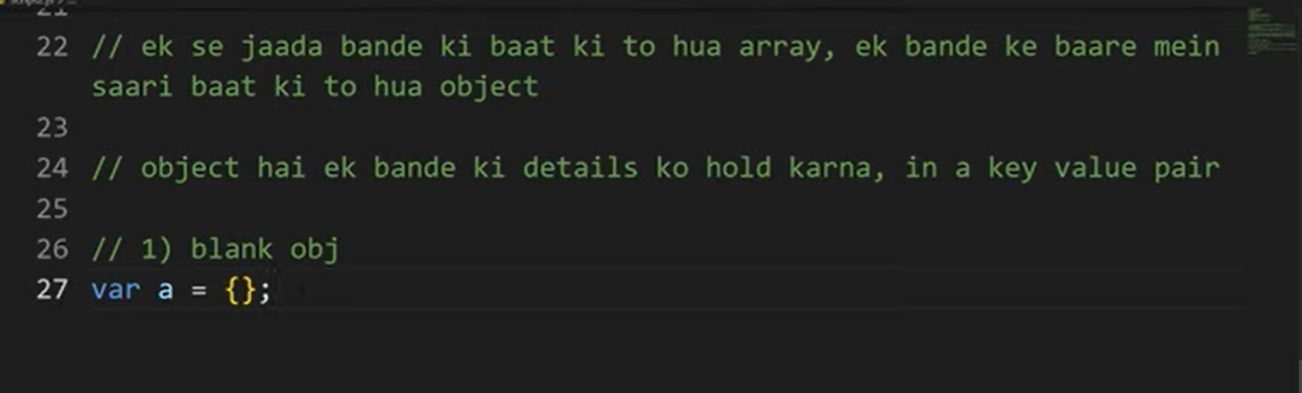 22 // ek se jaada bande ki baat ki to hua array, ek bande ke baare mein
saari baat ki to hua object
23
24 // object hai ek bande ki details ko hold karna, in a key value pair
25
26 // 1) blank obj
27 var a = {};